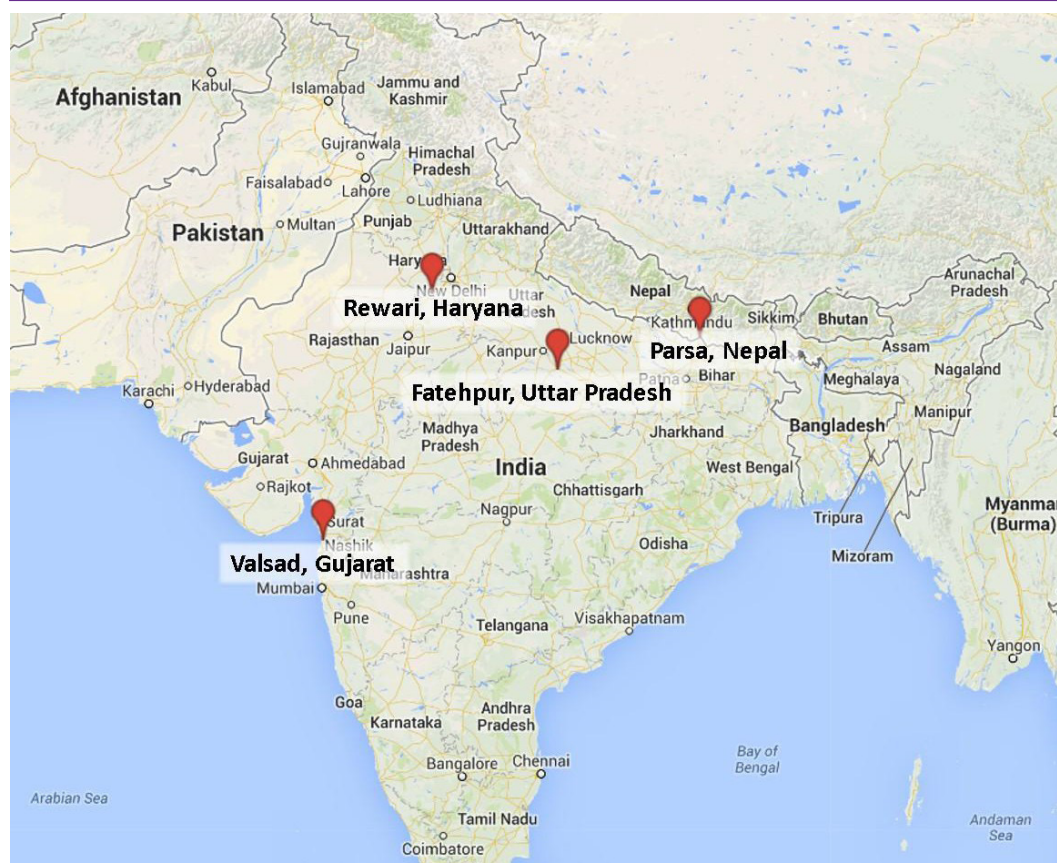 Afghanistan
Kabul
Islamabad
Jammu and
Kashmir
Gujranwala
Himachal
Pradesh
Faisalabad
Lahore
Ludhiana
Multan
Punjab
Pakistan
Uttarakhand
Haryana
New Delhi
Uttar
Pradesh
Nepal
Arunachal
Pradesh
Rewari, Haryana
Kathmandu
Sikkim
Bhutan
Rajasthan
Jaipur
Kanpur
Lucknow
Parsa, Nepal
Assam
Nagaland
Patna
Bihar
Meghalaya
Karachi
Hyderabad
Fatehpur, Uttar Pradesh
Manipur
Madhya
Pradesh
Jharkhand
Bangladesh
Gujarat
Ahmedabad
India
West Bengal
Rajkot
Chhattisgarh
Nagpur
Myanmar
(Burma)
Surat
Tripura
Nashik
Odisha
Mizoram
Valsad, Gujarat
Maharashtra
Mumbai
Pune
Telangana
Visakhapatnam
Yangon
Goa
Karnataka
Andhra
Pradesh
Bay of
Bengal
Bangalore
Chennai
Arabian Sea
Tamil Nadu
Andaman
Sea
Coimbatore